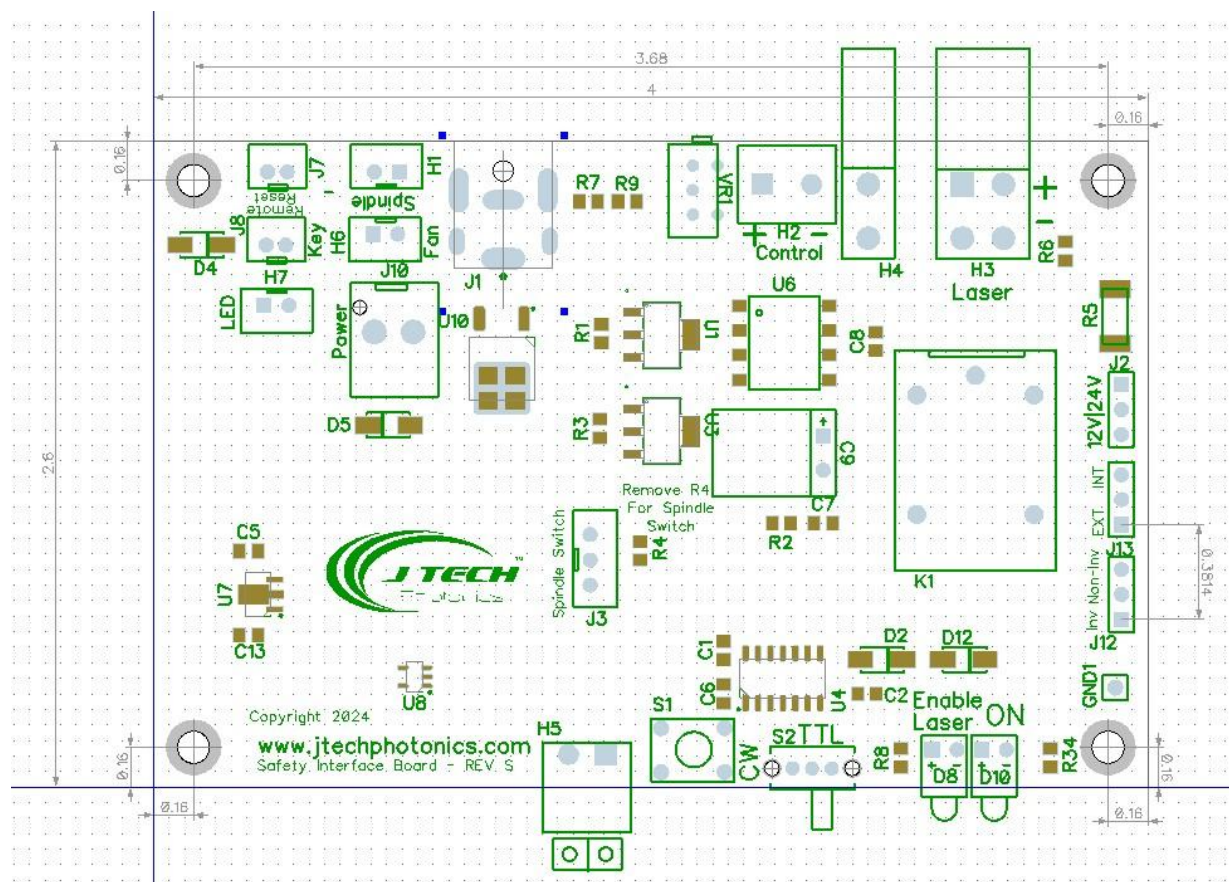 3.68
4
0.16
0.16
J7
Remote
Reset
-
H1
Spindle
R7
R9
VR1
+ H2 -
Control
H4
H3
+
-
Laser
R6
J8
Key
D4
H7
LED
H6
Fan
J10
Power
J1
U10
R1
U1
U6
C8
R5
J2
12V|24V
D5
R3
U3
+
C9
2.6
Remove R4
For Spindle
Switch
R2
C7
EXT INT
J13
C5
U7
C13
J TECH
Photonics
™
Spindle Switch
J3
R4
K1
Inv Non-Inv
J12
0.3814
C1
C6
U4
D2
D12
C2
GND1
U8
Copyright 2024
www.jtechphotonics.com
Safety Interface Board - REV S
H5
S1
CW
S2 TTL
Enable
Laser
ON
R8
+ -
D8
+ -
D10
R34
0.16
0.16
0.16
0.16